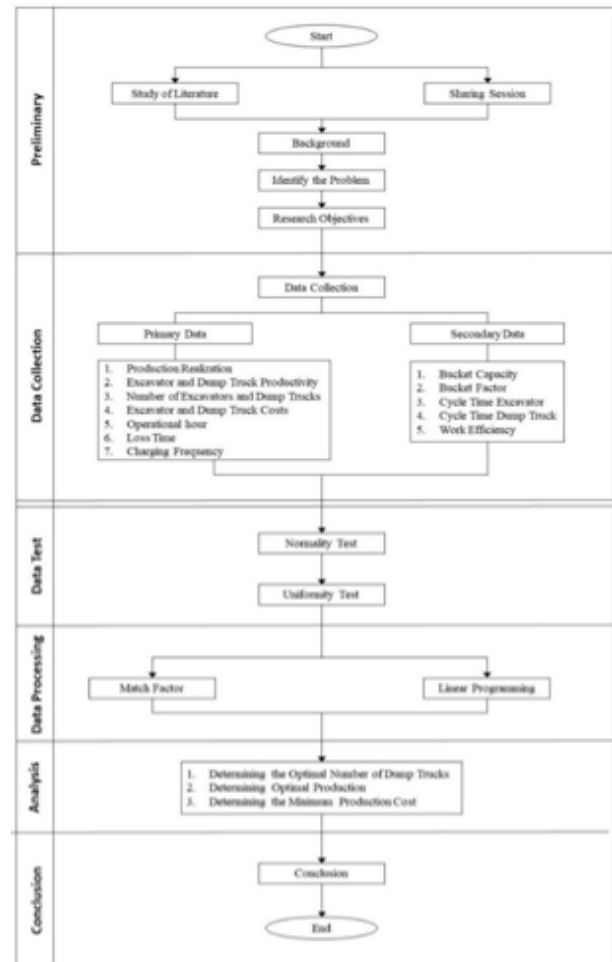 Preliminary
Start
Study of Literature
Sharing Session
Background
Identify the Problem
Research Objectives
Data Collection
Data Collection
Primary Data
Secondary Data
1. Production Realization
2. Excavator and Dump Truck Productivity
3. Number of Excavators and Dump Trucks
4. Excavator and Dump Truck Costs
5. Operational hour
6. Loss Time
7. Charging Frequency
1. Bucket Capacity
2. Bucket Factor
3. Cycle Time Excavator
4. Cycle Time Dump Truck
5. Work Efficiency
Data Test
Normality Test
Uniformity Test
Data Processing
Match Factor
Linear Programming
Analysis
1. Determining the Optimal Number of Dump Trucks
2. Determining Optimal Production
3. Determining the Minimum Production Cost
Conclusion
Conclusion
End